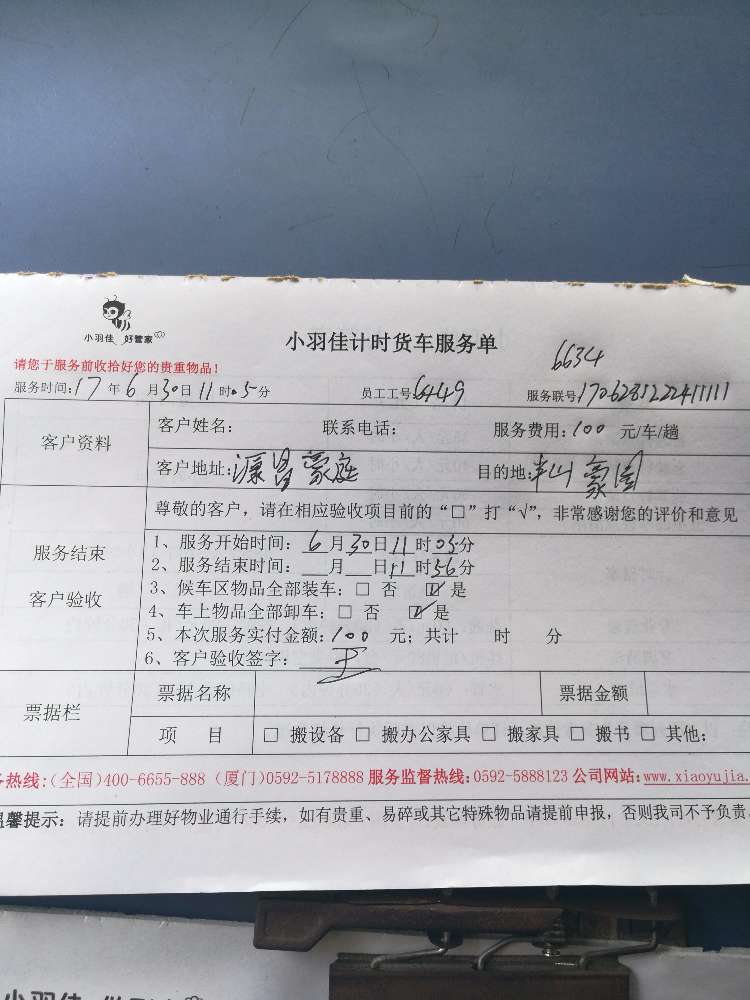 小羽佳 好管家
小羽佳计时货车服务单
6634
请您于服务前收拾好您的贵重物品!
服务时间:17年6月30日11时05分 员工工号6449 服务联号
客户资料
客户姓名: 联系电话: 服务费用:100 元/车/趟
客户地址:源昌豪庭 目的地:半山豪园
尊敬的客户,请在相应验收项目前的“□”打“√”,非常感谢您的评价和意见
服务结束
客户验收
1、服务开始时间:6月30日11时05分
2、服务结束时间: 月 日11时56分
3、候车区物品全部装车:□ 否 ☑ 是
4、车上物品全部卸车:□ 否 ☑ 是
5、本次服务实付金额:100 元;共计 时 分
6、客户验收签字:王
票据栏
票据名称 票据金额
项 目 □ 搬设备 □ 搬办公家具 □ 搬家具 □ 搬书 □ 其他:
务热线:(全国)400-6655-888 (厦门)0592-5178888 服务监督热线:0592-5888123 公司网站:www.xiaoyujia.
温馨提示:请提前办理好物业通行手续,如有贵重、易碎或其它特殊物品请提前申报,否则我司不予负责
小羽佳